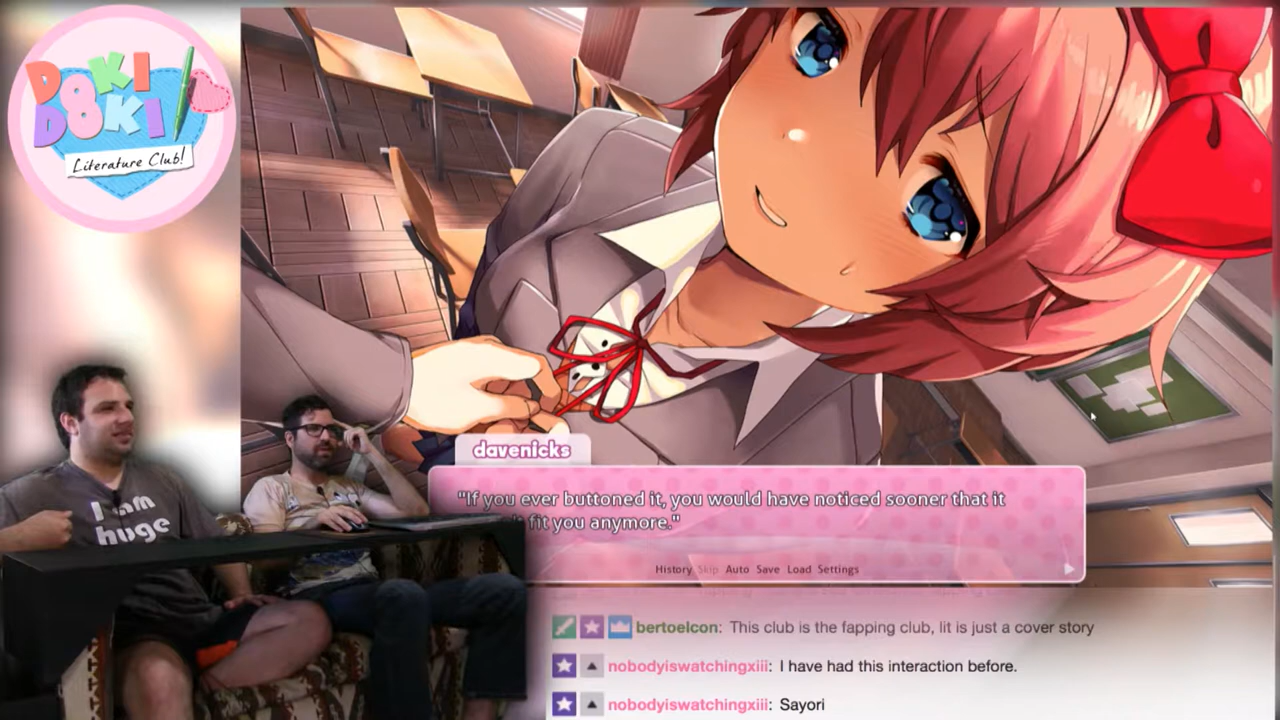 DOKI
DOKI
Literature Club!
I am
huge
davenicks
"If you ever buttoned it, you would have noticed sooner that it
fit you anymore."
History Skip Auto Save Load Settings
bertoelcon: This club is the fapping club, lit is just a cover story
nobodyiswatchingxiii: I have had this interaction before.
nobodyiswatchingxiii: Sayori